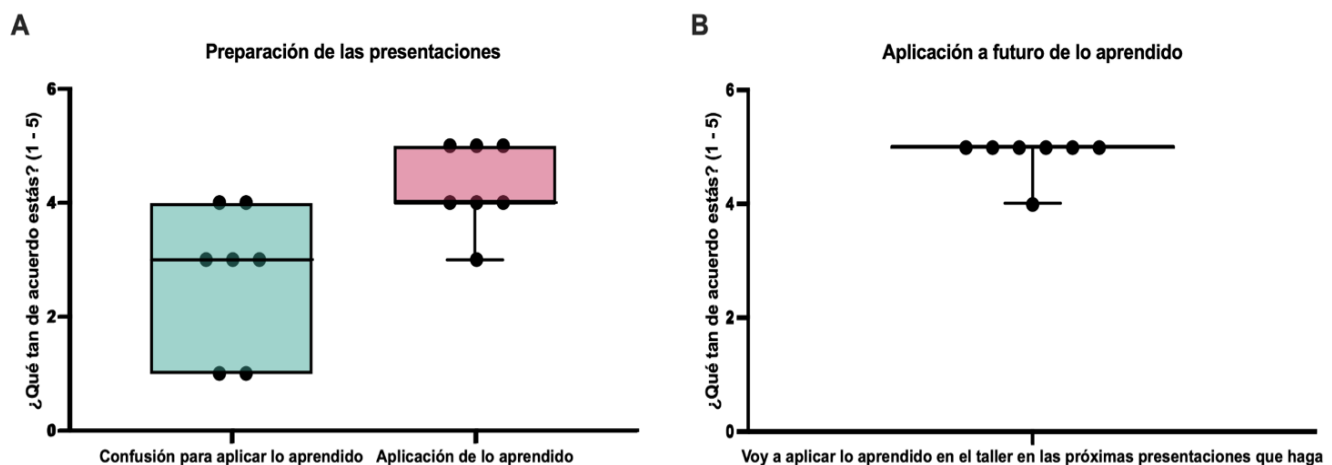 A
Preparación de las presentaciones
¿Qué tan de acuerdo estás? (1 - 5)
6
4
2
0
Confusión para aplicar lo aprendido
Aplicación de lo aprendido
B
Aplicación a futuro de lo aprendido
¿Qué tan de acuerdo estás? (1 - 5)
6
4
2
0
Voy a aplicar lo aprendido en el taller en las próximas presentaciones que haga